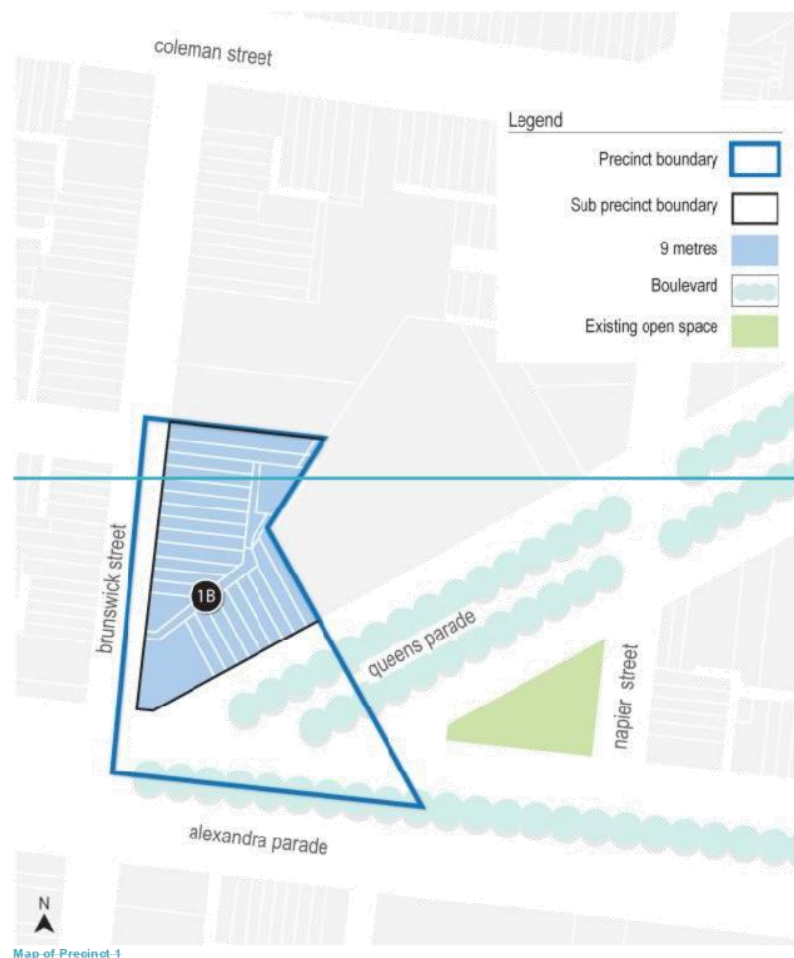 coleman street
Legend
Precinct boundary
Sub precinct boundary
9 metres
Boulevard
Existing open space
brunswick street
1B
queens parade
napier street
alexandra parade
N
Map of Precinct 1